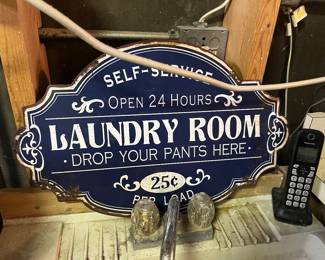 SELF-SERVICE
OPEN 24 HOURS
LAUNDRY ROOM
· DROP YOUR PANTS HERE ·
25¢
PER LOAD